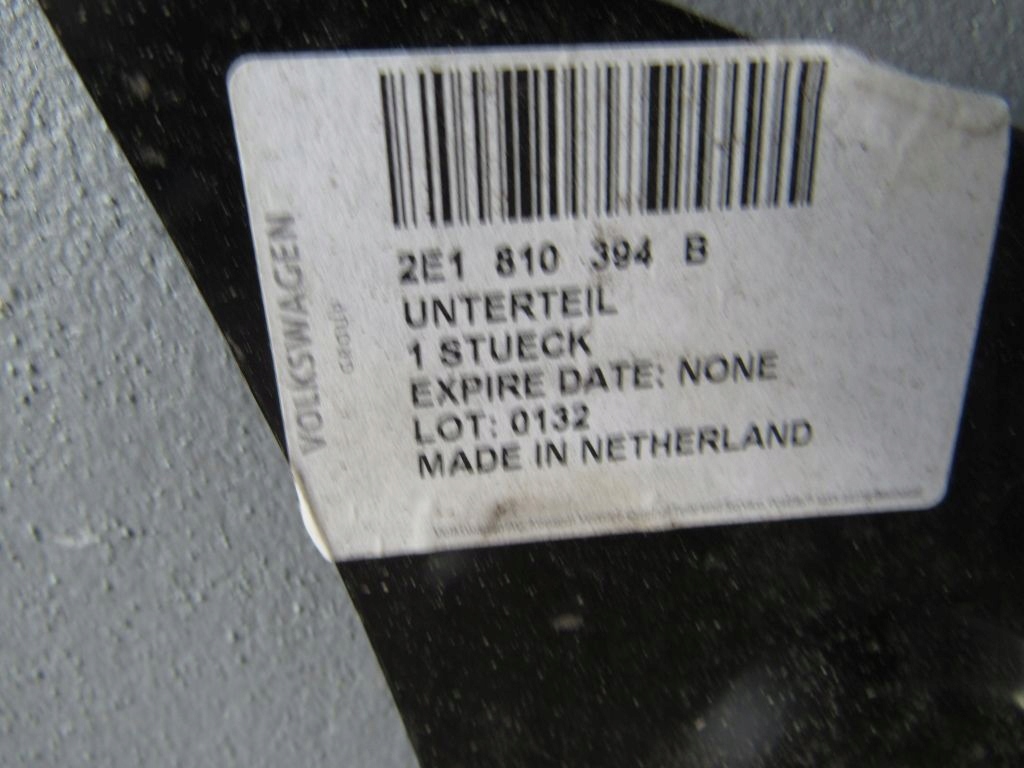 VOLKSWAGEN
GROUP
2E1 810 394 B
UNTERTEIL
1 STUECK
EXPIRE DATE: NONE
LOT: 0132
MADE IN NETHERLAND